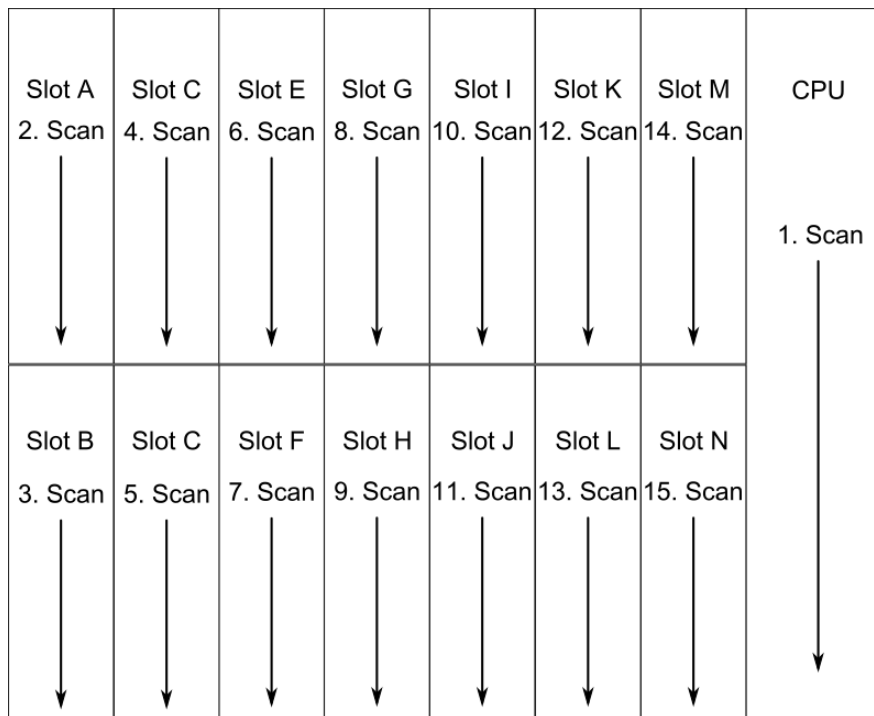 Slot A
2. Scan
Slot C
4. Scan
Slot E
6. Scan
Slot G
8. Scan
Slot I
10. Scan
Slot K
12. Scan
Slot M
14. Scan
CPU
1. Scan
Slot B
3. Scan
Slot C
5. Scan
Slot F
7. Scan
Slot H
9. Scan
Slot J
11. Scan
Slot L
13. Scan
Slot N
15. Scan